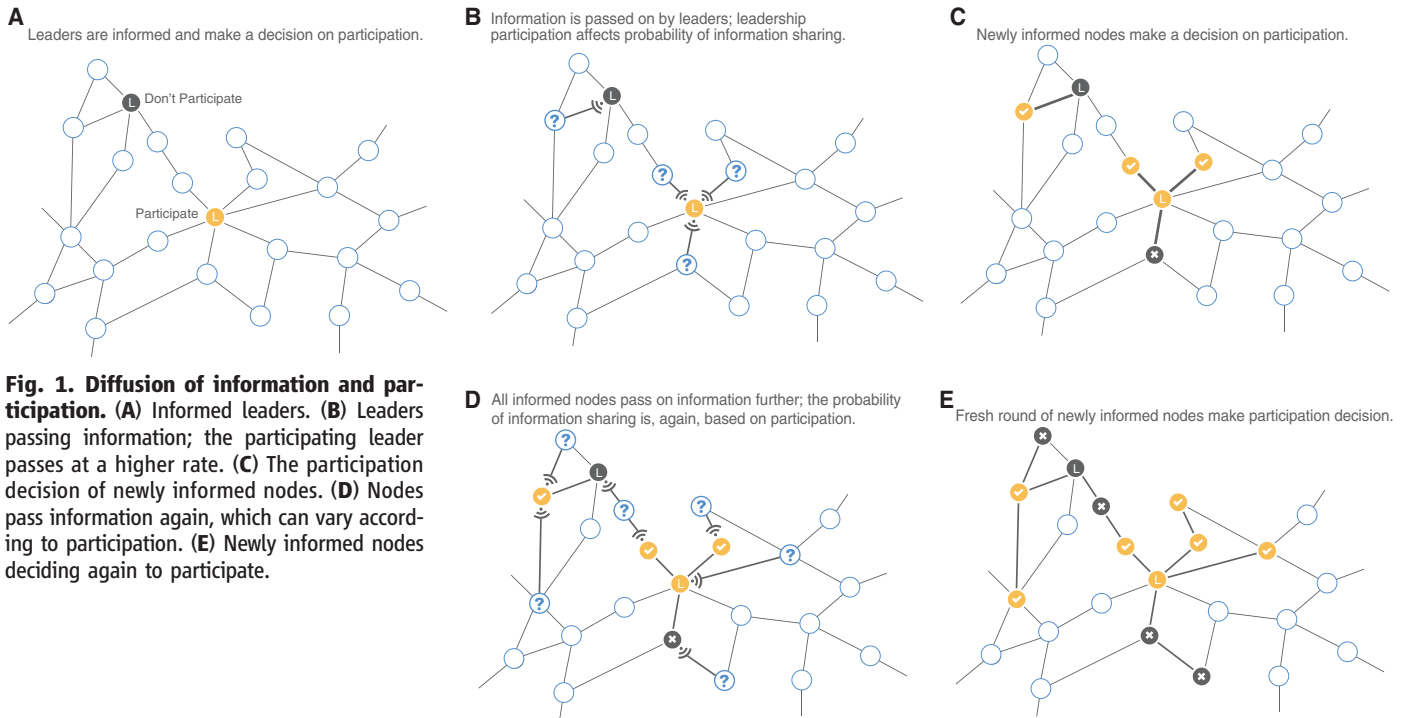 A
Leaders are informed and make a decision on participation.
L
Don't Participate
Participate
L
B
Information is passed on by leaders; leadership
participation affects probability of information sharing.
L
?
?
?
L
?
C
Newly informed nodes make a decision on participation.
L
L
Fig. 1. Diffusion of information and par-
ticipation. (A) Informed leaders. (B) Leaders
passing information; the participating leader
passes at a higher rate. (C) The participation
decision of newly informed nodes. (D) Nodes
pass information again, which can vary accord-
ing to participation. (E) Newly informed nodes
deciding again to participate.
D
All informed nodes pass on information further; the probability
of information sharing is, again, based on participation.
?
L
?
?
?
L
?
?
E
Fresh round of newly informed nodes make participation decision.
L
L